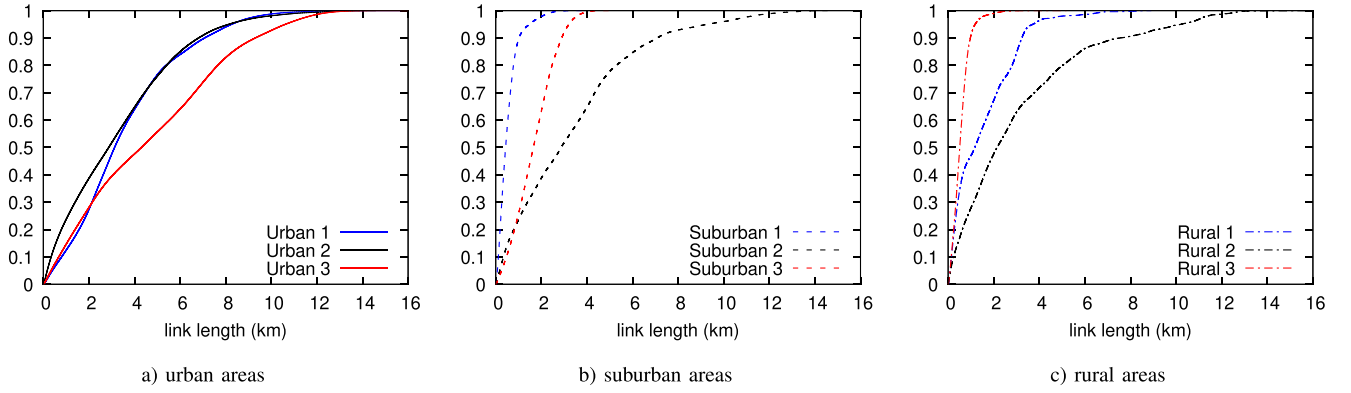 1
0.9
0.8
0.7
0.6
0.5
0.4
0.3
0.2
0.1
0
Urban 1
Urban 2
Urban 3
0 2 4 6 8 10 12 14 16
link length (km)
a) urban areas
1
0.9
0.8
0.7
0.6
0.5
0.4
0.3
0.2
0.1
0
Suburban 1
Suburban 2
Suburban 3
0 2 4 6 8 10 12 14 16
link length (km)
b) suburban areas
1
0.9
0.8
0.7
0.6
0.5
0.4
0.3
0.2
0.1
0
Rural 1
Rural 2
Rural 3
0 2 4 6 8 10 12 14 16
link length (km)
c) rural areas